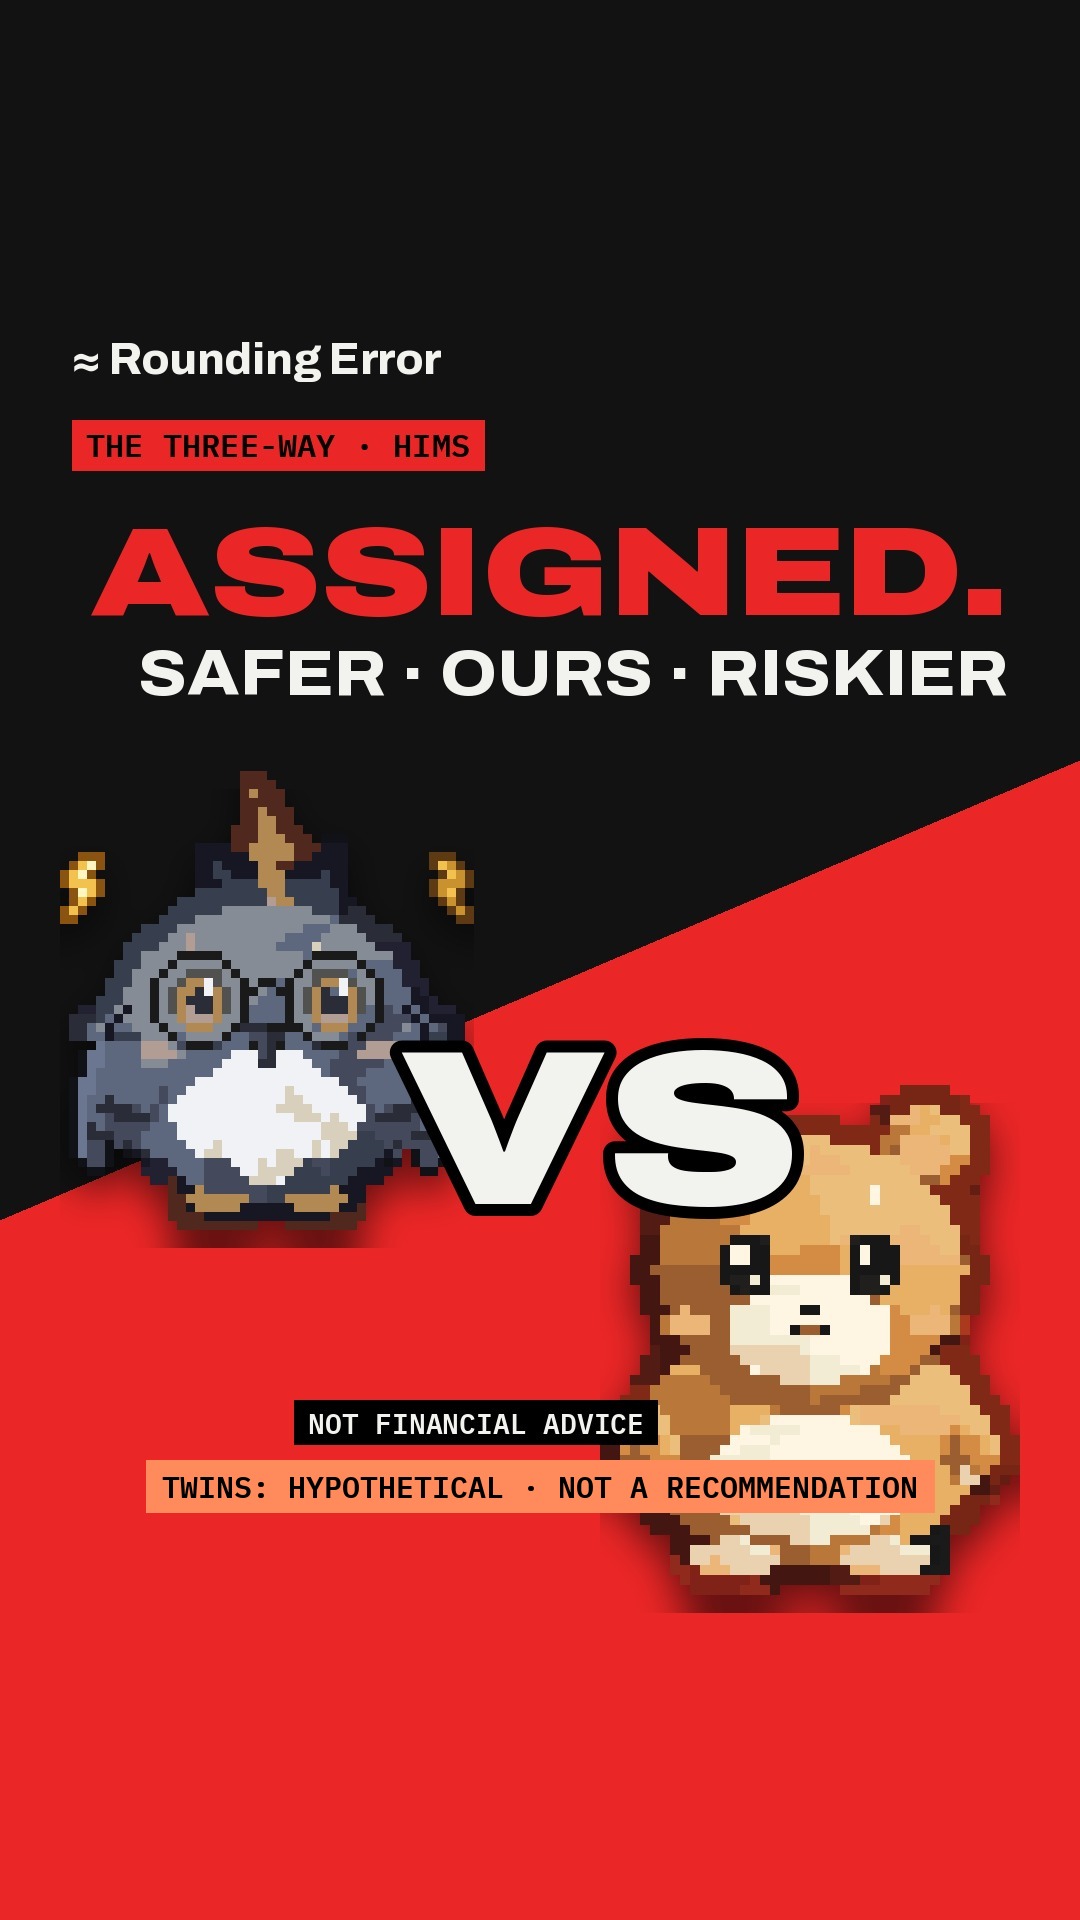 ≈ Rounding Error
THE THREE-WAY · HIMS
ASSIGNED.
SAFER · OURS · RISKIER
VS
NOT FINANCIAL ADVICE
TWINS: HYPOTHETICAL · NOT A RECOMMENDATION